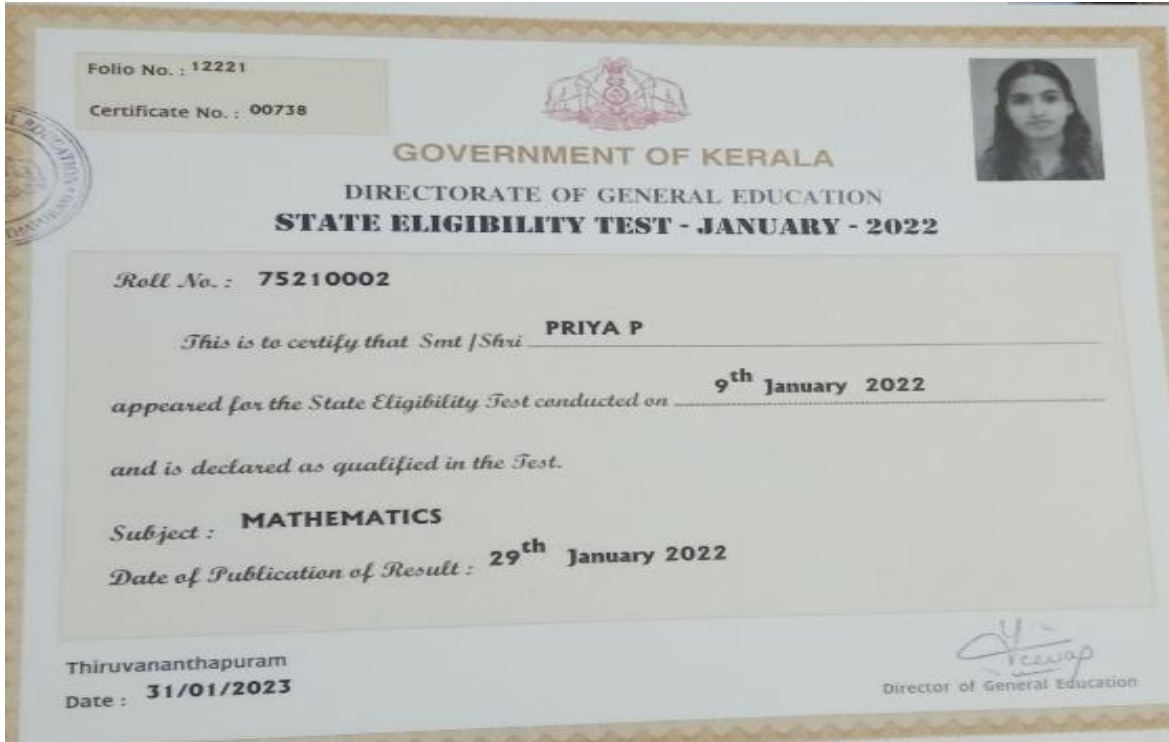 Folio No. : 12221
Certificate No. : 00738
GOVERNMENT OF KERALA
DIRECTORATE OF GENERAL EDUCATION
STATE ELIGIBILITY TEST - JANUARY - 2022
Roll No. : 75210002
This is to certify that Smt /Shri PRIYA P
appeared for the State Eligibility Test conducted on 9th January 2022
and is declared as qualified in the Test.
Subject : MATHEMATICS
Date of Publication of Result : 29th January 2022
Thiruvananthapuram
Date : 31/01/2023
Director of General Education